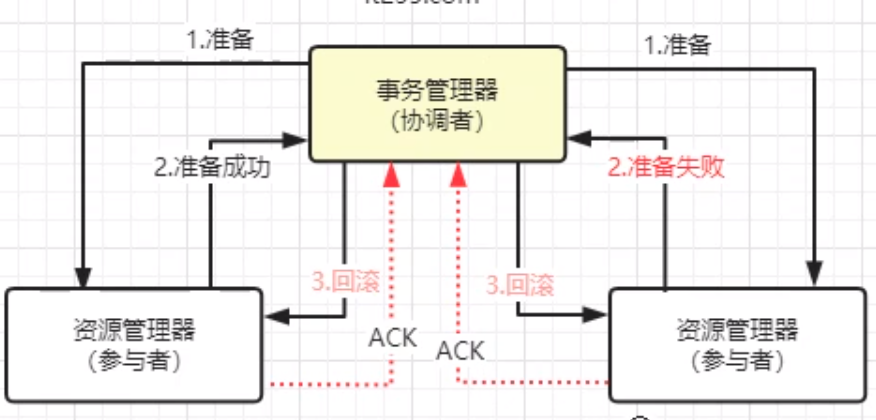 1.准备
1.准备
事务管理器
（协调者）
2.准备成功
2.准备失败
3.回滚
3.回滚
ACK
ACK
资源管理器
（参与者）
资源管理器
（参与者）